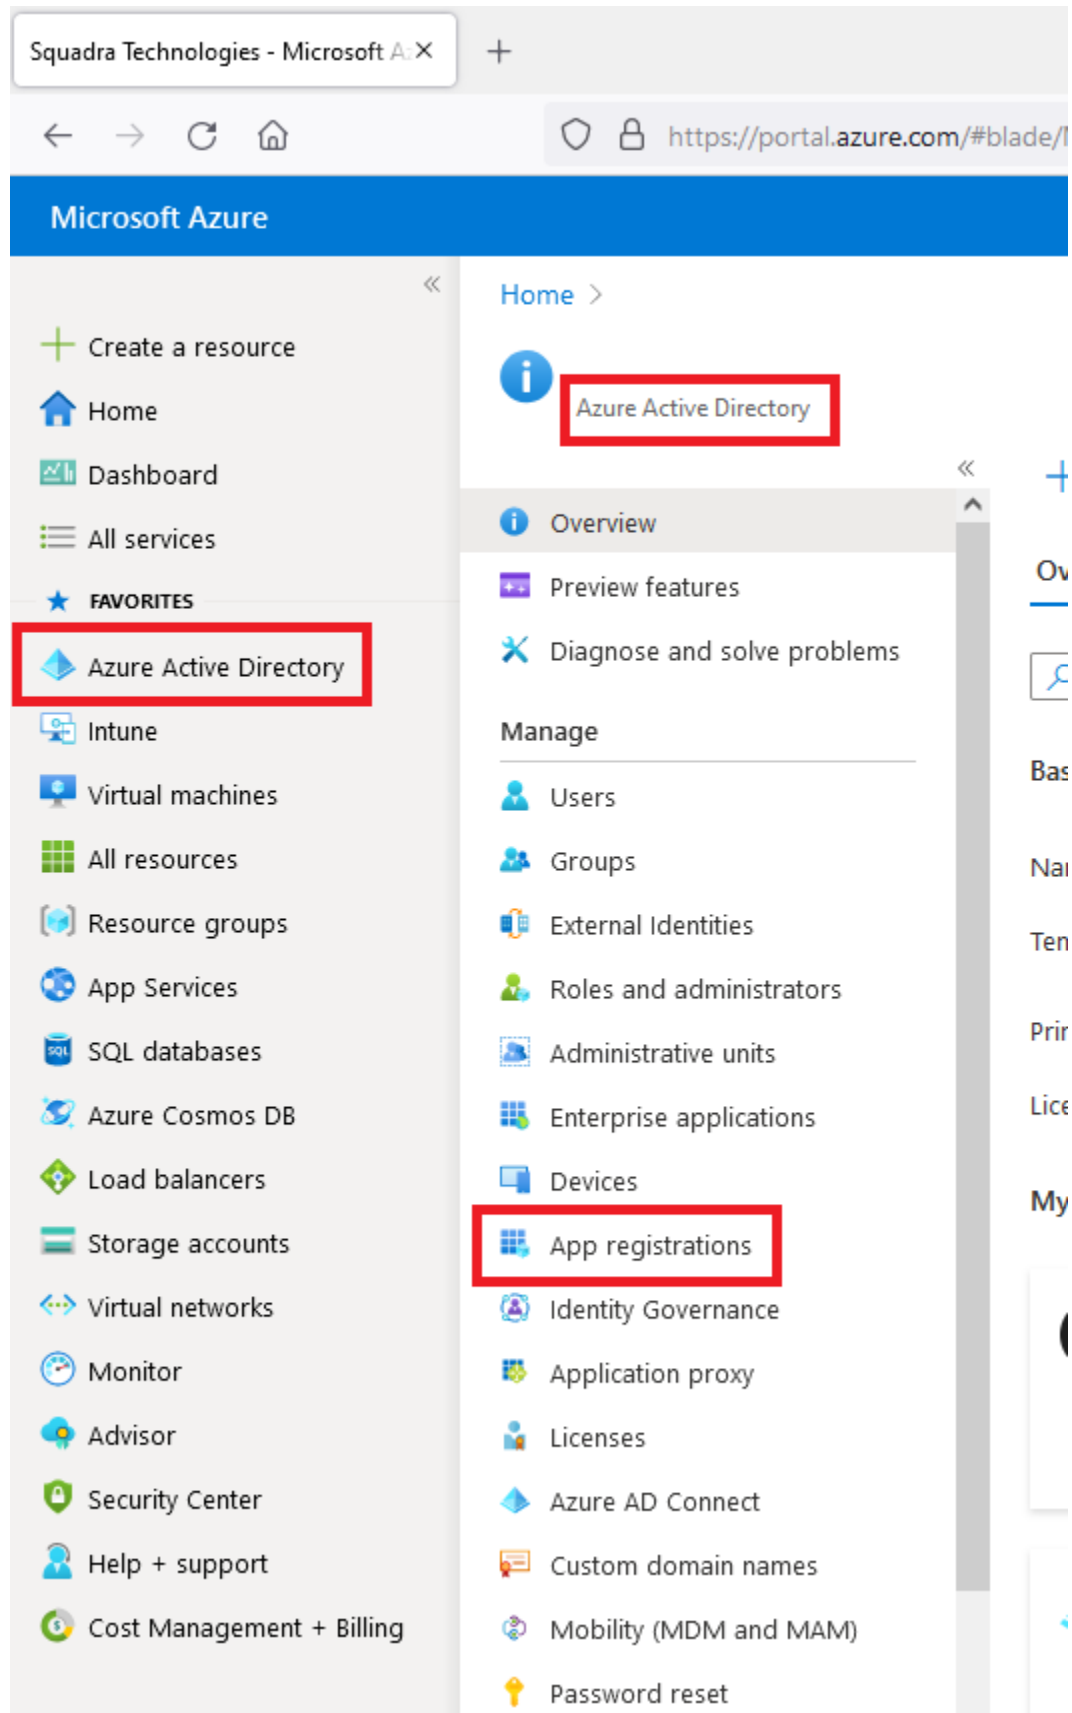 Squadra Technologies - Microsoft Az
https://portal.azure.com/#blade/
Microsoft Azure
Create a resource
Home
Dashboard
All services
FAVORITES
Azure Active Directory
Intune
Virtual machines
All resources
Resource groups
App Services
SQL databases
Azure Cosmos DB
Load balancers
Storage accounts
Virtual networks
Monitor
Advisor
Security Center
Help + support
Cost Management + Billing
Home >
Azure Active Directory
Overview
Preview features
Diagnose and solve problems
Manage
Users
Groups
External Identities
Roles and administrators
Administrative units
Enterprise applications
Devices
App registrations
Identity Governance
Application proxy
Licenses
Azure AD Connect
Custom domain names
Mobility (MDM and MAM)
Password reset
My